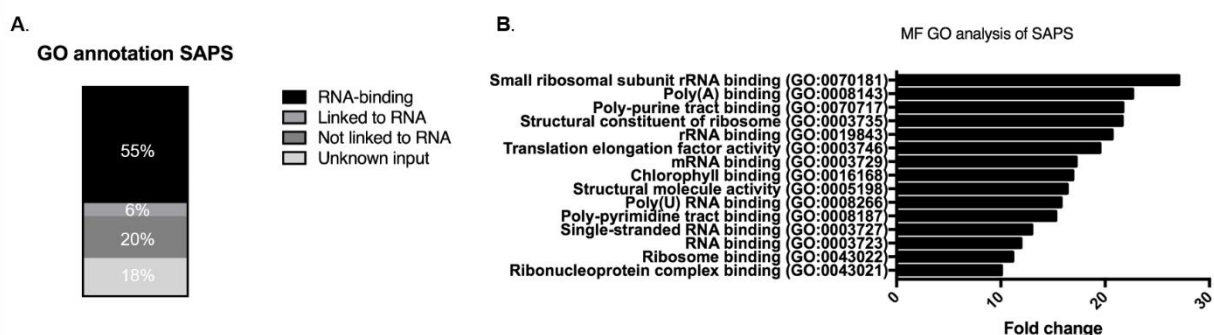 A.
GO annotation SAPS
55%
6%
20%
18%
RNA-binding
Linked to RNA
Not linked to RNA
Unknown input
B.
MF GO analysis of SAPS
Small ribosomal subunit rRNA binding (GO:0070181)
Poly(A) binding (GO:0008143)
Poly-purine tract binding (GO:0070717)
Structural constituent of ribosome (GO:0003735)
rRNA binding (GO:0019843)
Translation elongation factor activity (GO:0003746)
mRNA binding (GO:0003729)
Chlorophyll binding (GO:0016168)
Structural molecule activity (GO:0005198)
Poly(U) RNA binding (GO:0008266)
Poly-pyrimidine tract binding (GO:0008187)
Single-stranded RNA binding (GO:0003727)
RNA binding (GO:0003723)
Ribosome binding (GO:0043022)
Ribonucleoprotein complex binding (GO:0043021)
0 10 20 30
Fold change